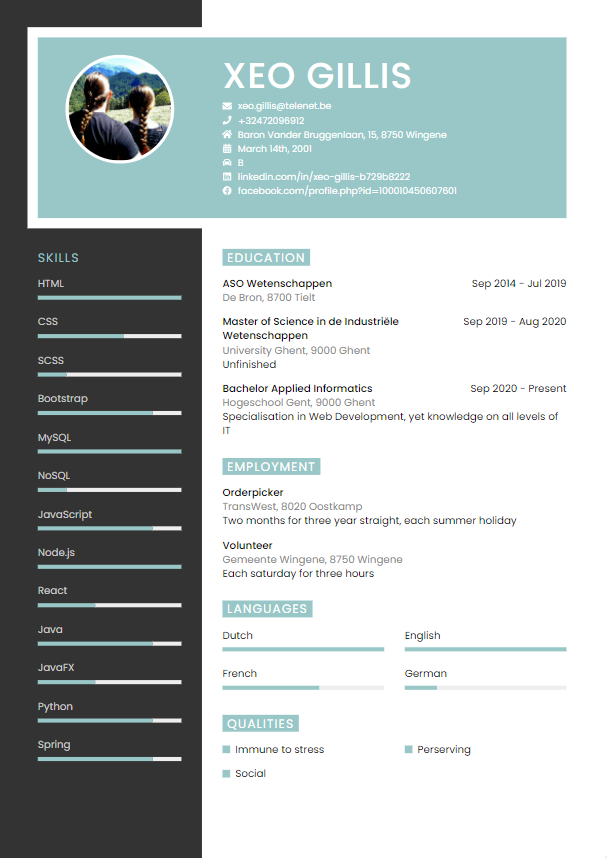 XEO GILLIS
xeo.gillis@telenet.be
+32472096912
Baron Vander Bruggenlaan, 15, 8750 Wingene
March 14th, 2001
B
linkedin.com/in/xeo-gillis-b729b8222
facebook.com/profile.php?id=100010450607601
SKILLS
HTML
CSS
SCSS
Bootstrap
MySQL
NoSQL
JavaScript
Node.js
React
Java
JavaFX
Python
Spring
EDUCATION
ASO Wetenschappen Sep 2014 - Jul 2019
De Bron, 8700 Tielt
Master of Science in de Industriële Sep 2019 - Aug 2020
Wetenschappen
University Ghent, 9000 Ghent
Unfinished
Bachelor Applied Informatics Sep 2020 - Present
Hogeschool Gent, 9000 Ghent
Specialisation in Web Development, yet knowledge on all levels of
IT
EMPLOYMENT
Orderpicker
TransWest, 8020 Oostkamp
Two months for three year straight, each summer holiday
Volunteer
Gemeente Wingene, 8750 Wingene
Each saturday for three hours
LANGUAGES
Dutch English
French German
QUALITIES
Immune to stress Perserving
Social